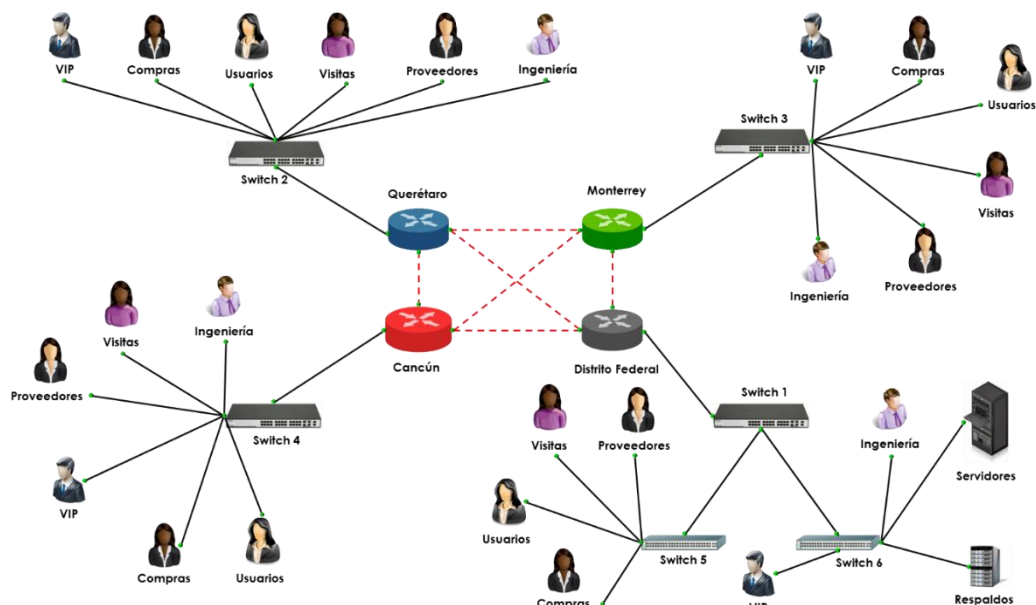 VIP
Compras
Usuarios
Visitas
Proveedores
Ingeniería
Switch 2
VIP
Compras
Usuarios
Switch 3
Visitas
Ingeniería
Proveedores
Querétaro
Monterrey
Cancún
Distrito Federal
Ingeniería
Visitas
Proveedores
Switch 4
VIP
Compras
Usuarios
Switch 1
Visitas
Proveedores
Ingeniería
Servidores
Usuarios
Switch 5
Switch 6
Compras
VIP
Respaldos